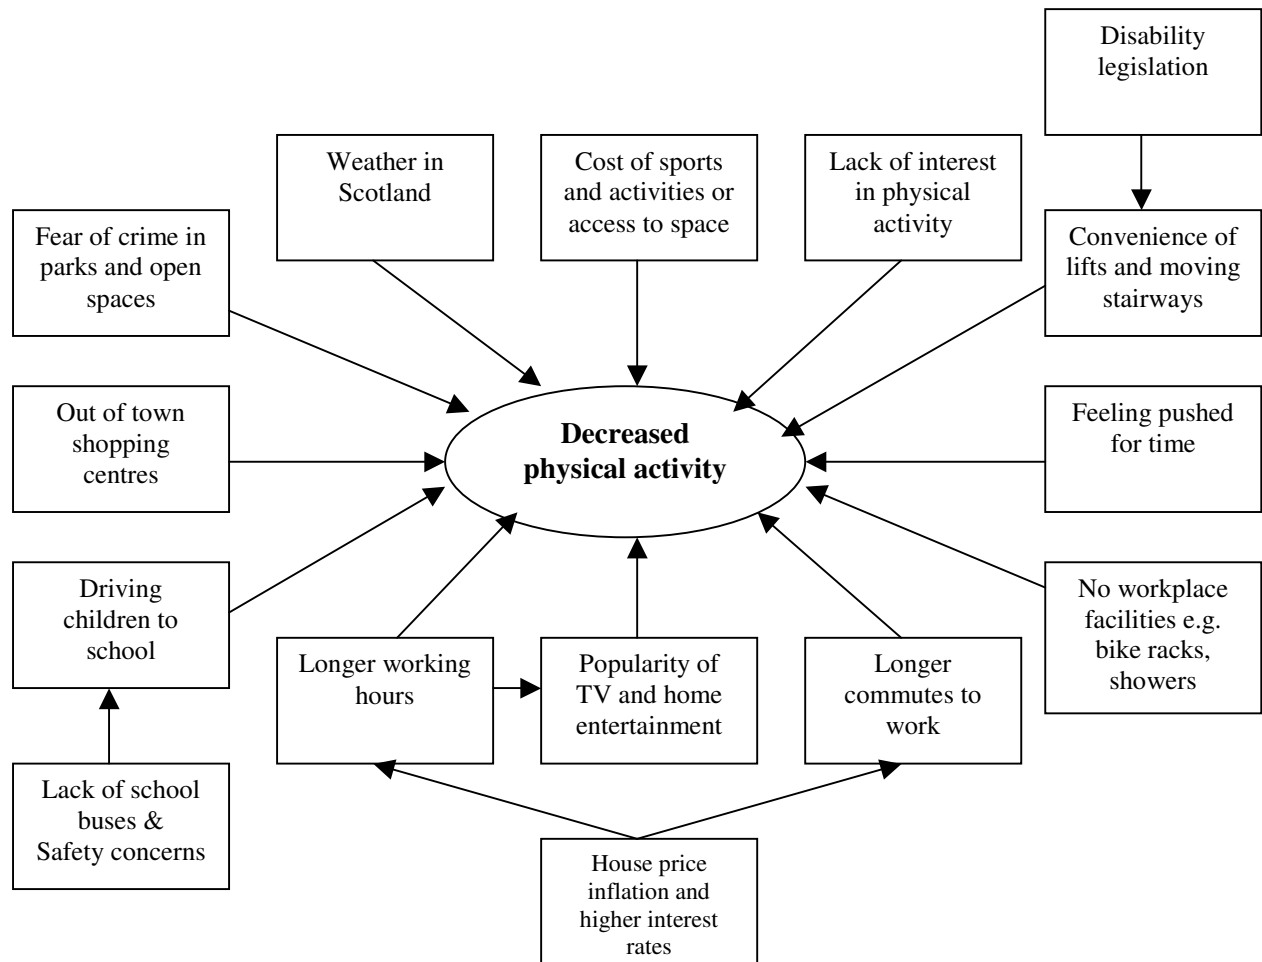 Disability
legislation
Weather in
Scotland
Cost of sports
and activities or
access to space
Lack of interest
in physical
activity
Fear of crime in
parks and open
spaces
Convenience of
lifts and moving
stairways
Out of town
shopping
centres
Decreased
physical activity
Feeling pushed
for time
Driving
children to
school
No workplace
facilities e.g.
bike racks,
showers
Longer working
hours
Popularity of
TV and home
entertainment
Longer
commutes to
work
Lack of school
buses &
Safety concerns
House price
inflation and
higher interest
rates